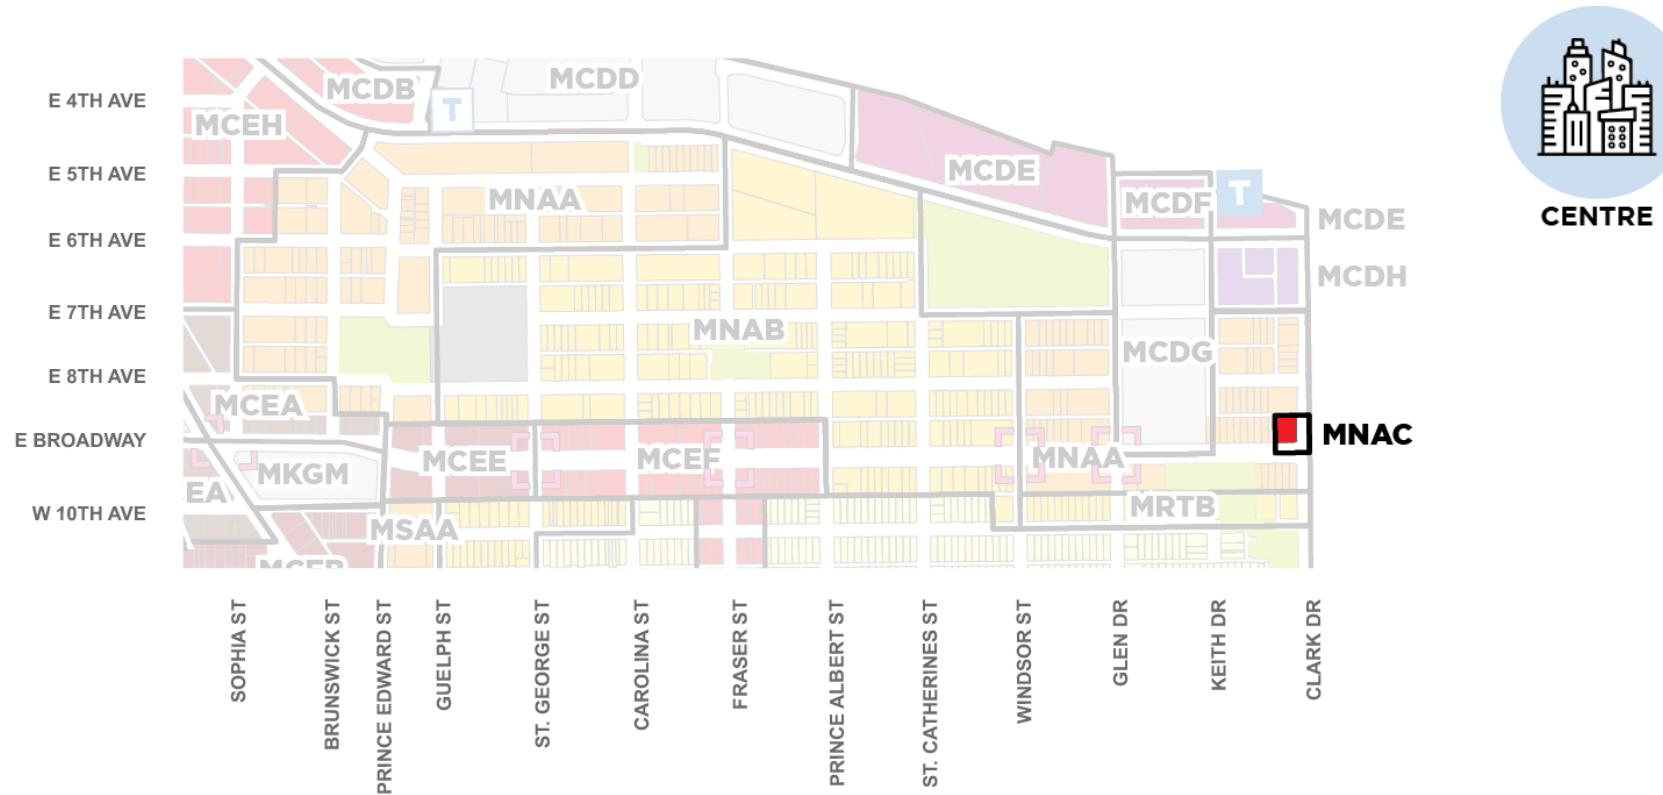 E 4TH AVE
E 5TH AVE
E 6TH AVE
E 7TH AVE
E 8TH AVE
E BROADWAY
W 10TH AVE
MCDB
MCDD
T
MCEH
MNAA
MCDE
MCDF
T
MCDE
MCDH
MNAB
MCDG
MCEA
MCEE
MCEF
MNAA
MNAC
MKGM
EA
MSAA
MRTB
MCEB
SOPHIA ST
BRUNSWICK ST
PRINCE EDWARD ST
GUELPH ST
ST. GEORGE ST
CAROLINA ST
FRASER ST
PRINCE ALBERT ST
ST. CATHERINES ST
WINDSOR ST
GLEN DR
KEITH DR
CLARK DR
CENTRE